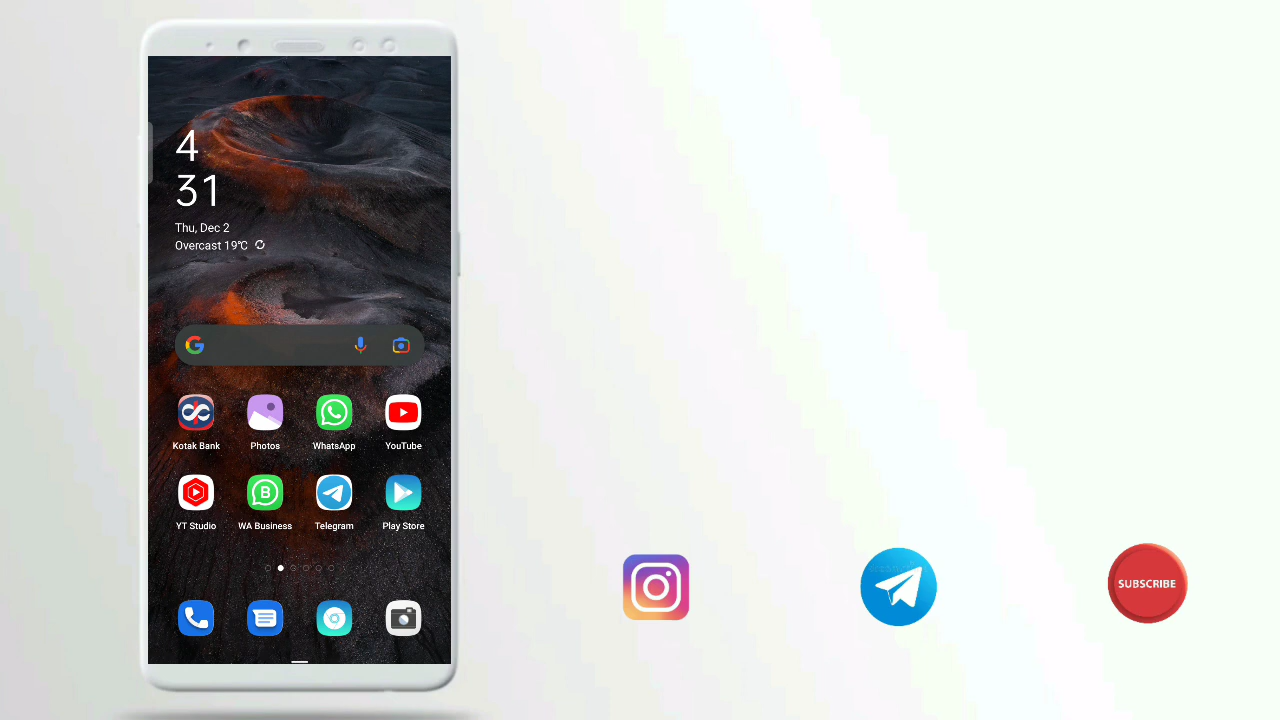 4
31
Thu, Dec 2
Overcast 19℃
Kotak Bank
Photos
WhatsApp
YouTube
YT Studio
WA Business
Telegram
Play Store
SUBSCRIBE